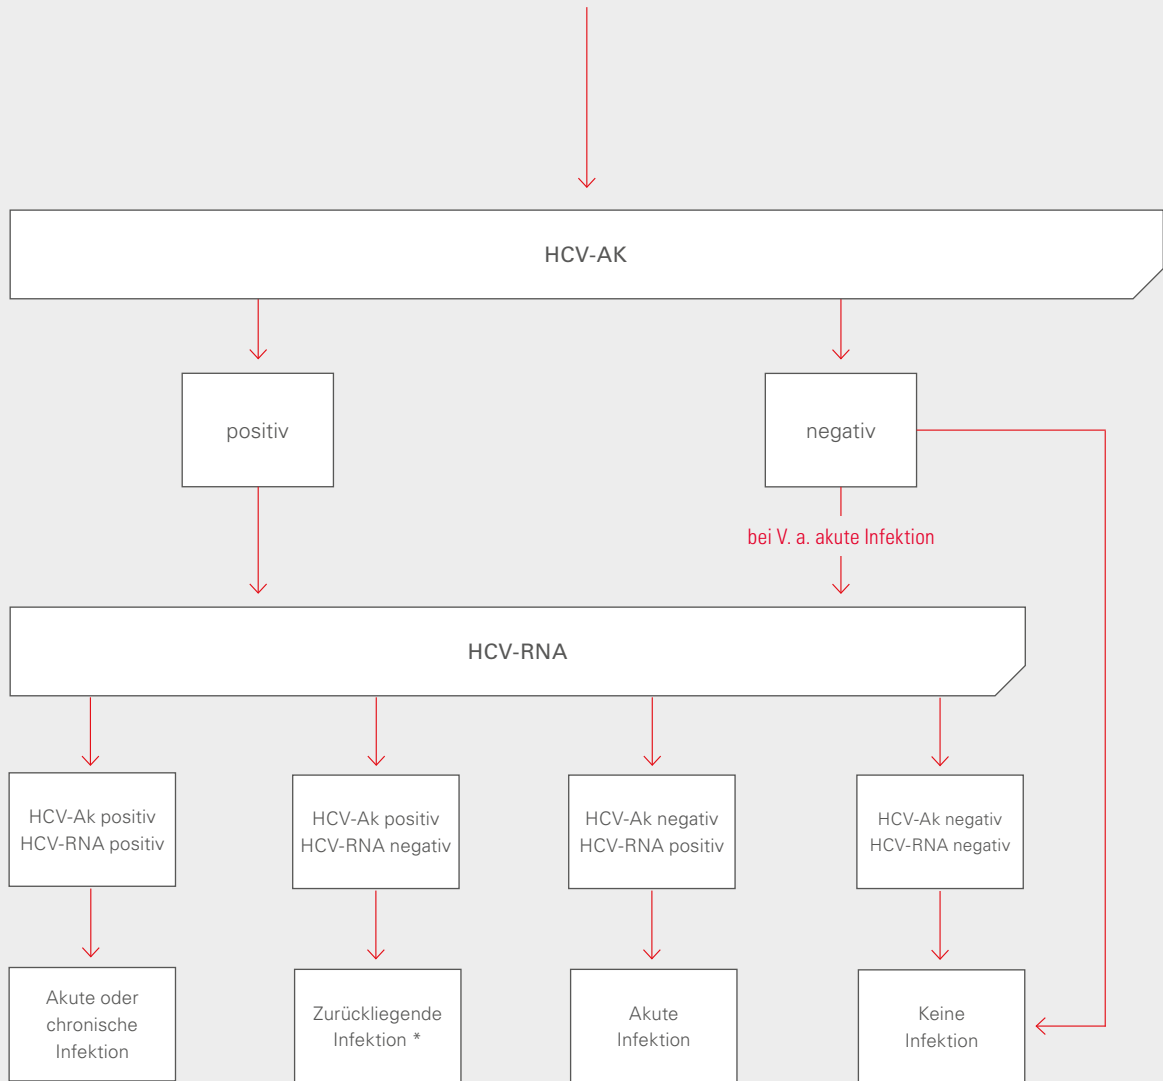 HCV-AK
positiv
negativ
bei V. a. akute Infektion
HCV-RNA
HCV-Ak positiv
HCV-RNA positiv
HCV-Ak positiv
HCV-RNA negativ
HCV-Ak negativ
HCV-RNA positiv
HCV-Ak negativ
HCV-RNA negativ
Akute oder
chronische
Infektion
Zurückliegende
Infektion *
Akute
Infektion
Keine
Infektion